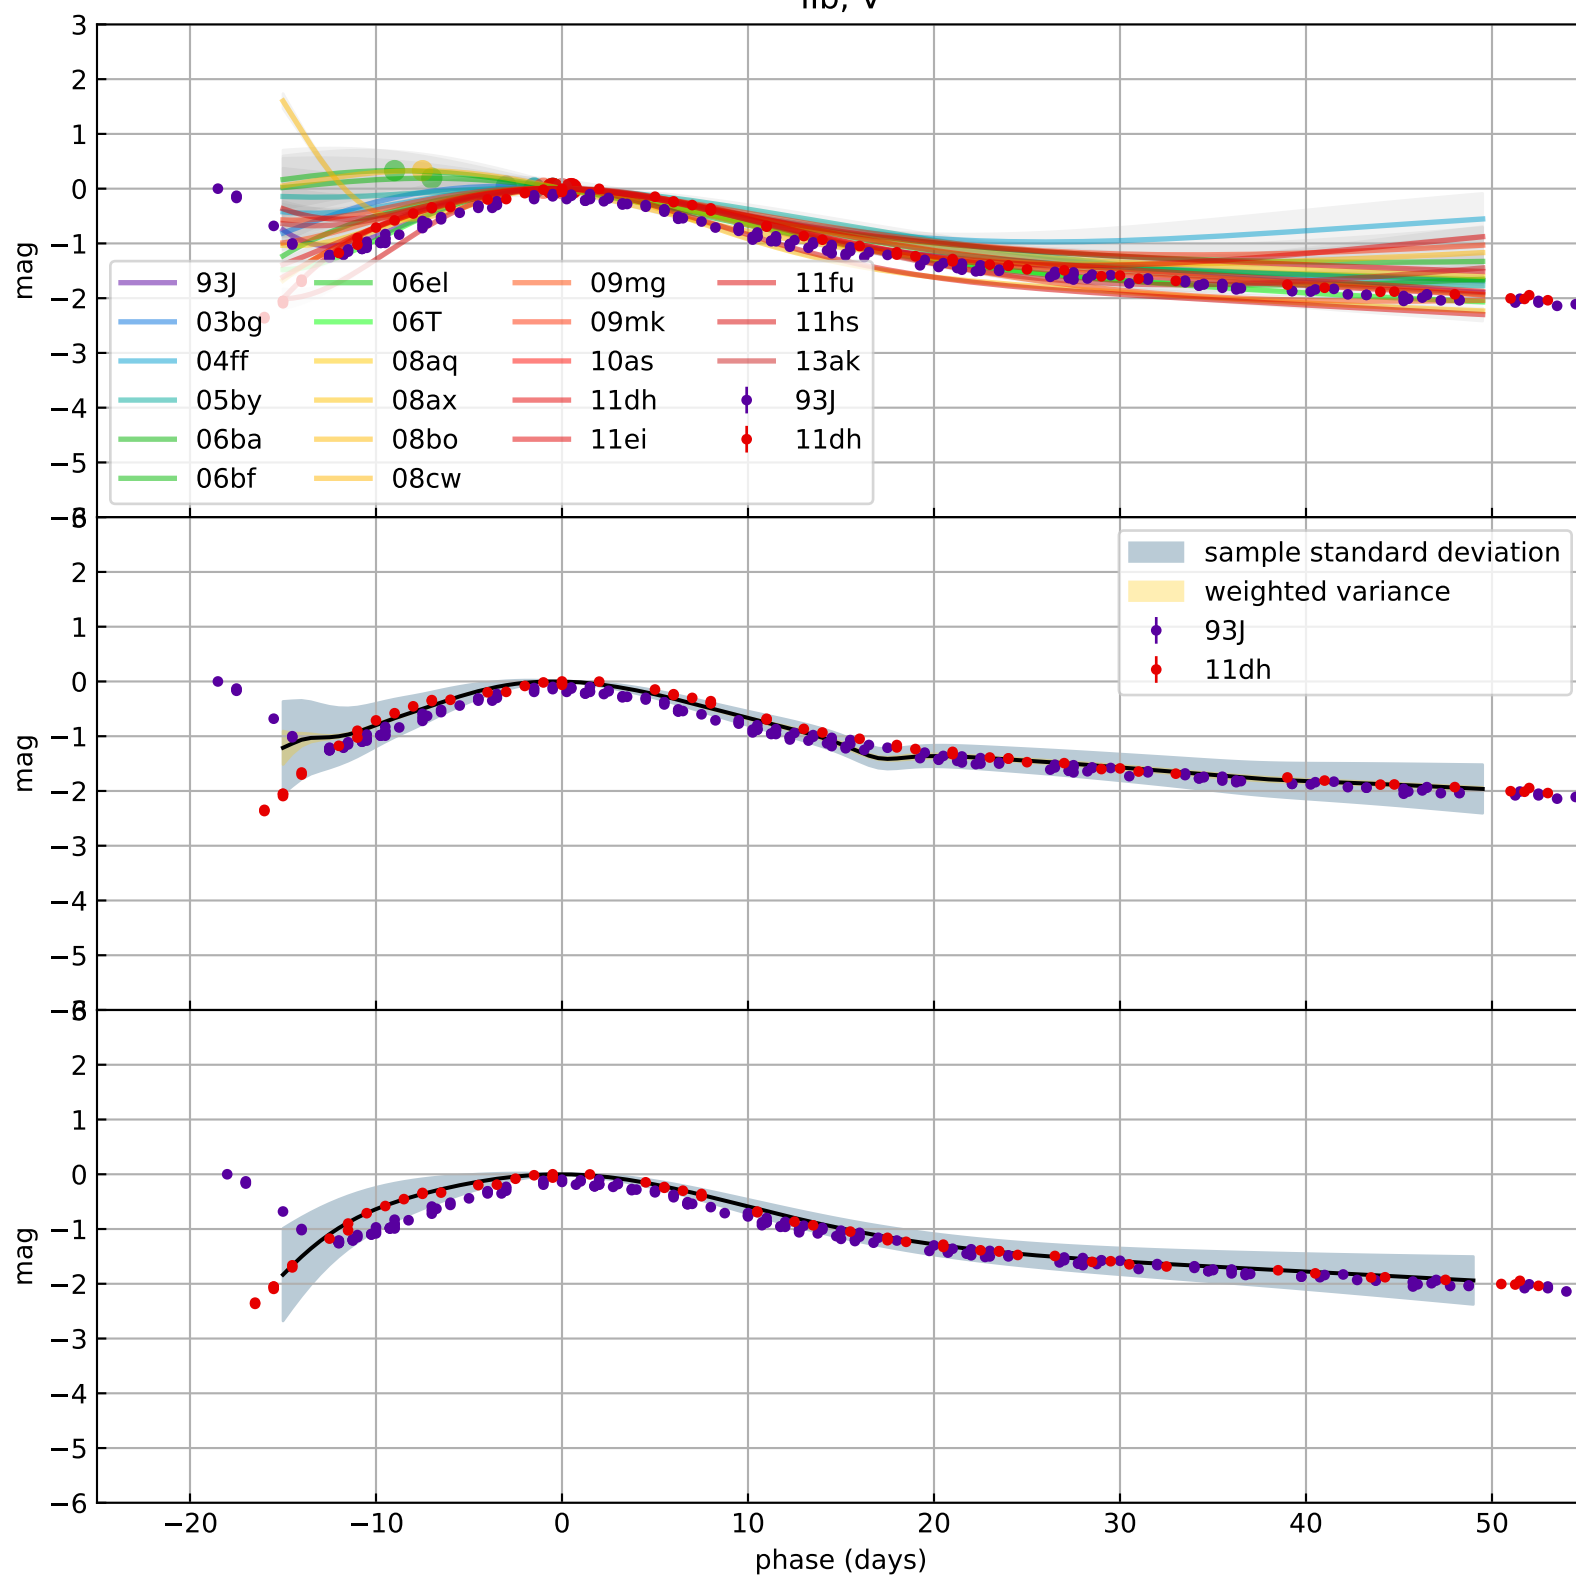 IIb, V
3
2
1
0
−1
−2
−3
−4
−5
mag
93J 06el 09mg 11fu
03bg 06T 09mk 11hs
04ff 08aq 10as 13ak
05by 08ax 11dh 93J
06ba 08bo 11ei 11dh
06bf 08cw
2
1
0
−1
−2
−3
−4
−5
mag
sample standard deviation
weighted variance
93J
11dh
2
1
0
−1
−2
−3
−4
−5
−6
mag
−20 −10 0 10 20 30 40 50
phase (days)